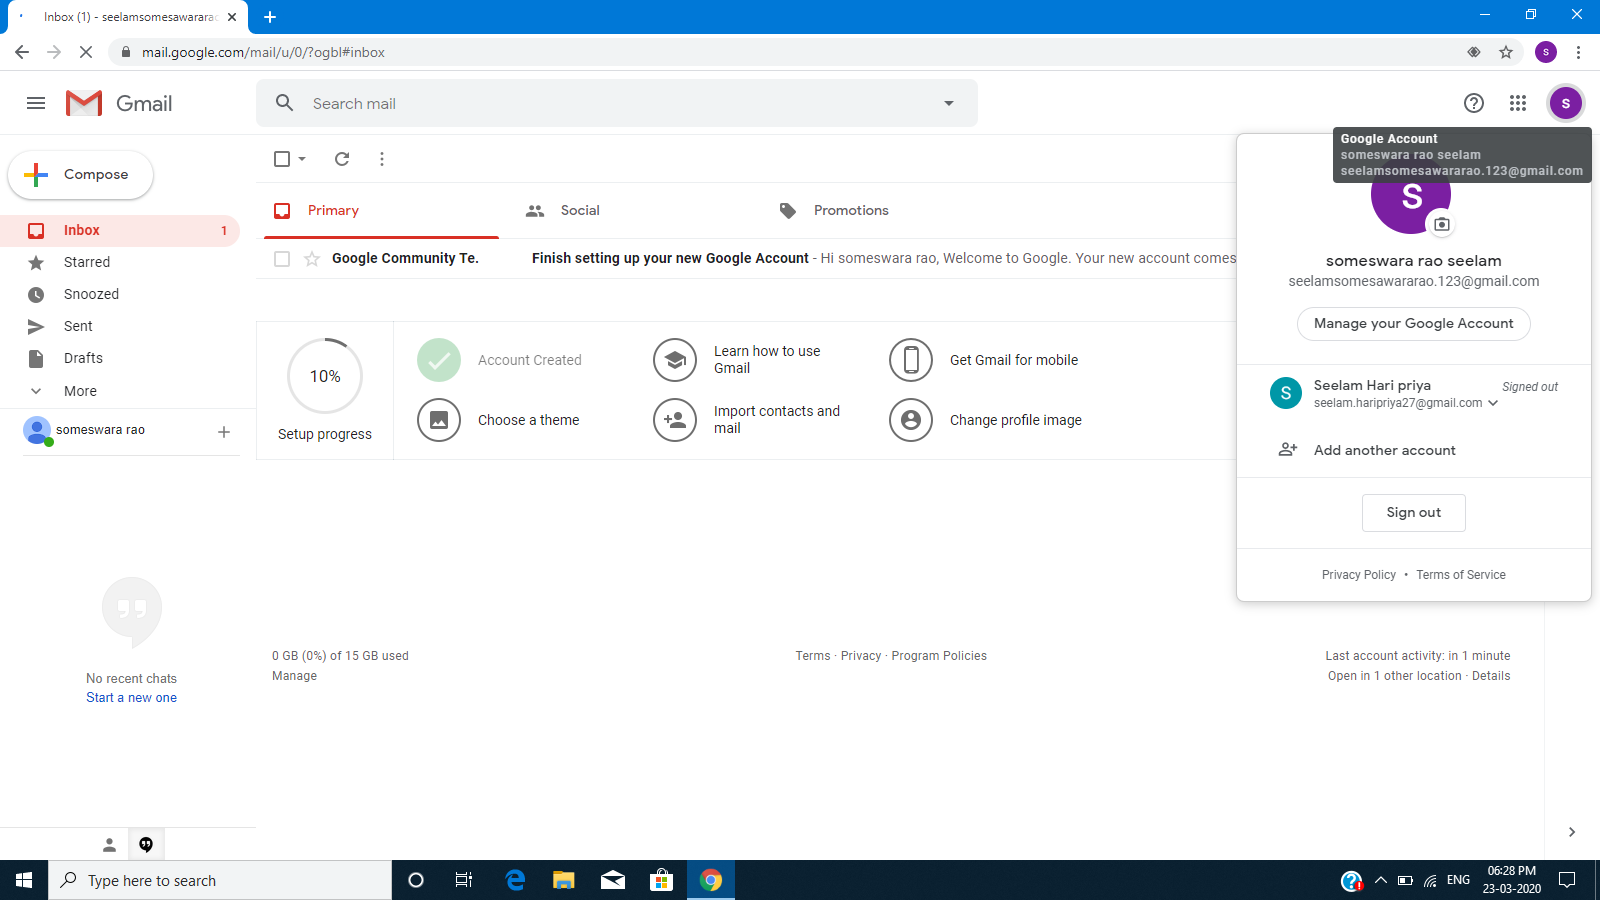 Inbox (1) - seelamsomesawararao
mail.google.com/mail/u/0/?ogbl#inbox
S
Gmail
Search mail
S
Google Account
someswara rao seelam
seelamsomesawararao.123@gmail.com
Compose
Primary
Social
Promotions
S
Inbox 1
Starred
Snoozed
Sent
Drafts
More
someswara rao
Google Community Te. Finish setting up your new Google Account - Hi someswara rao, Welcome to Google. Your new account comes
someswara rao seelam
seelamsomesawararao.123@gmail.com
Manage your Google Account
10%
Setup progress
Account Created
Learn how to use
Gmail
Get Gmail for mobile
Choose a theme
Import contacts and
mail
Change profile image
S
Seelam Hari priya
Signed out
seelam.haripriya27@gmail.com
Add another account
Sign out
Privacy Policy • Terms of Service
No recent chats
Start a new one
0 GB (0%) of 15 GB used
Manage
Terms · Privacy · Program Policies
Last account activity: in 1 minute
Open in 1 other location · Details
Type here to search
ENG
06:28 PM
23-03-2020